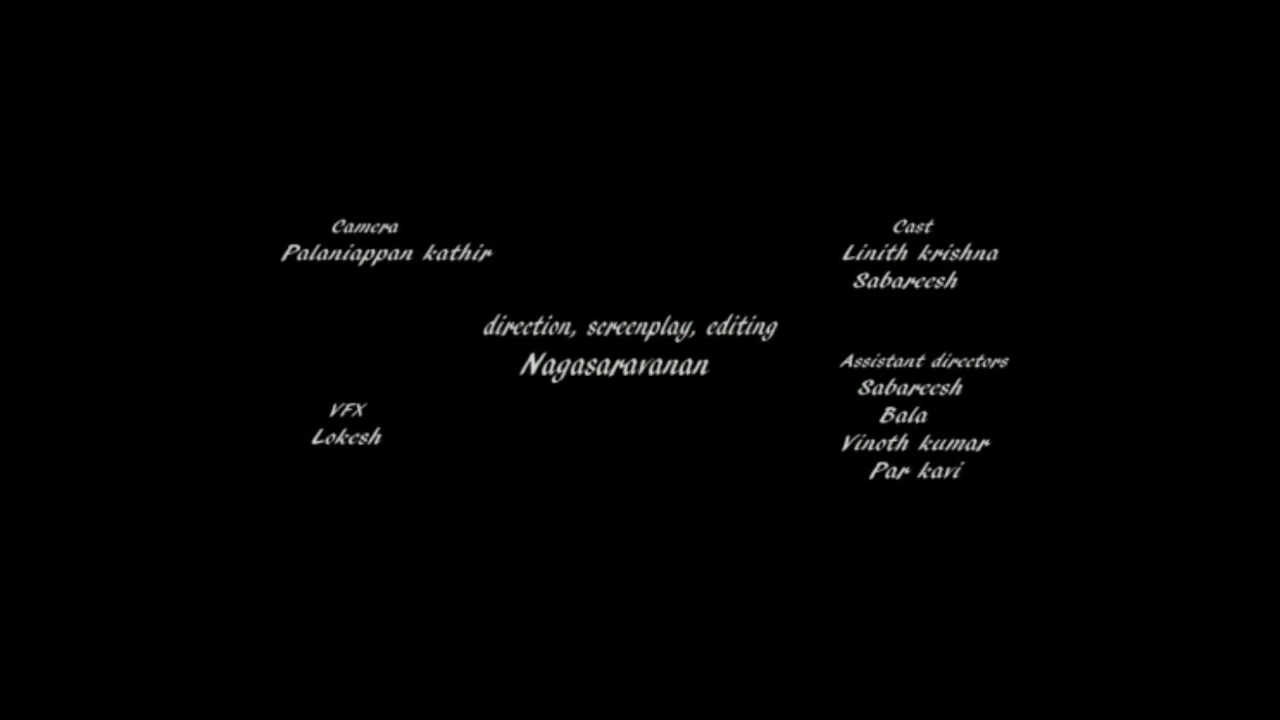 Camera
Palaniappan kathir
Cast
Linith krishna
Sabareesh
direction, screenplay, editing
Nagasaravanan
VFX
Lokesh
Assistant directors
Sabareesh
Bala
Vinoth kumar
Par kavi